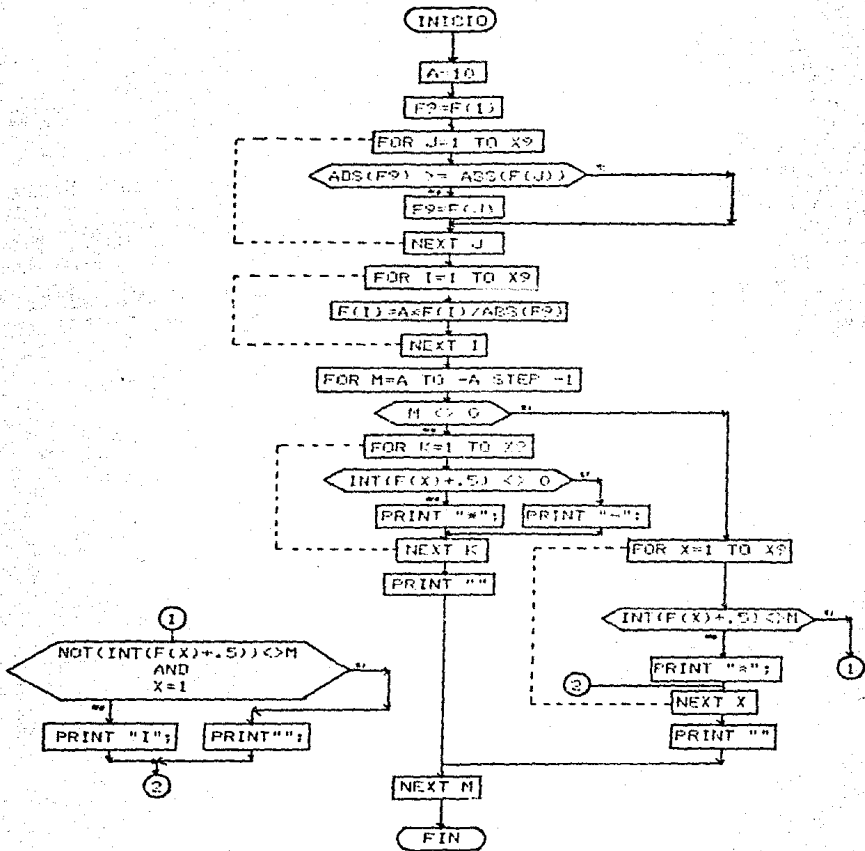 INICIO
A=10
F9=F(1)
FOR J=1 TO X9
ABS(F9) >= ABS(F(J))
F9=F(J)
NEXT J
FOR I=1 TO X9
F(I)=A*F(I)/ABS(F9)
NEXT I
FOR M=A TO -A STEP -1
M <> 0
FOR K=1 TO X9
INT(F(X)+.5) <> 0
PRINT "*"; PRINT "-";
NEXT K
FOR X=1 TO X9
PRINT ""
1
INT(F(X)+.5)<>M
NOT(INT(F(X)+.5))<>M
AND
X=1
1
PRINT "*";
2
NEXT X
PRINT "I"; PRINT"";
PRINT ""
2
NEXT M
FIN